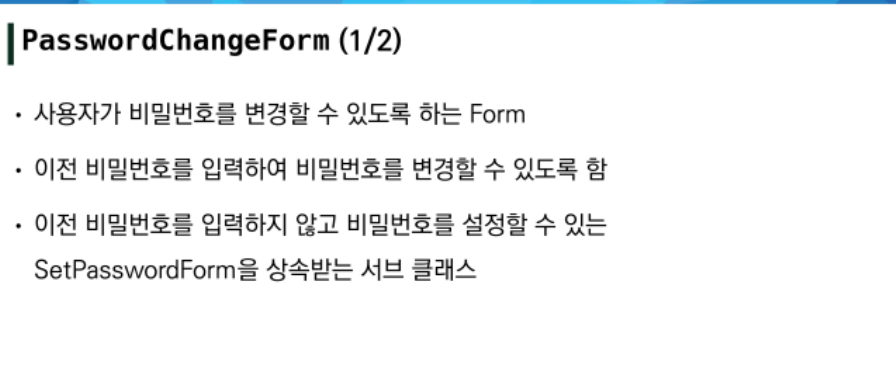 PasswordChangeForm (1/2)
• 사용자가 비밀번호를 변경할 수 있도록 하는 Form
• 이전 비밀번호를 입력하여 비밀번호를 변경할 수 있도록 함
• 이전 비밀번호를 입력하지 않고 비밀번호를 설정할 수 있는
SetPasswordForm을 상속받는 서브 클래스